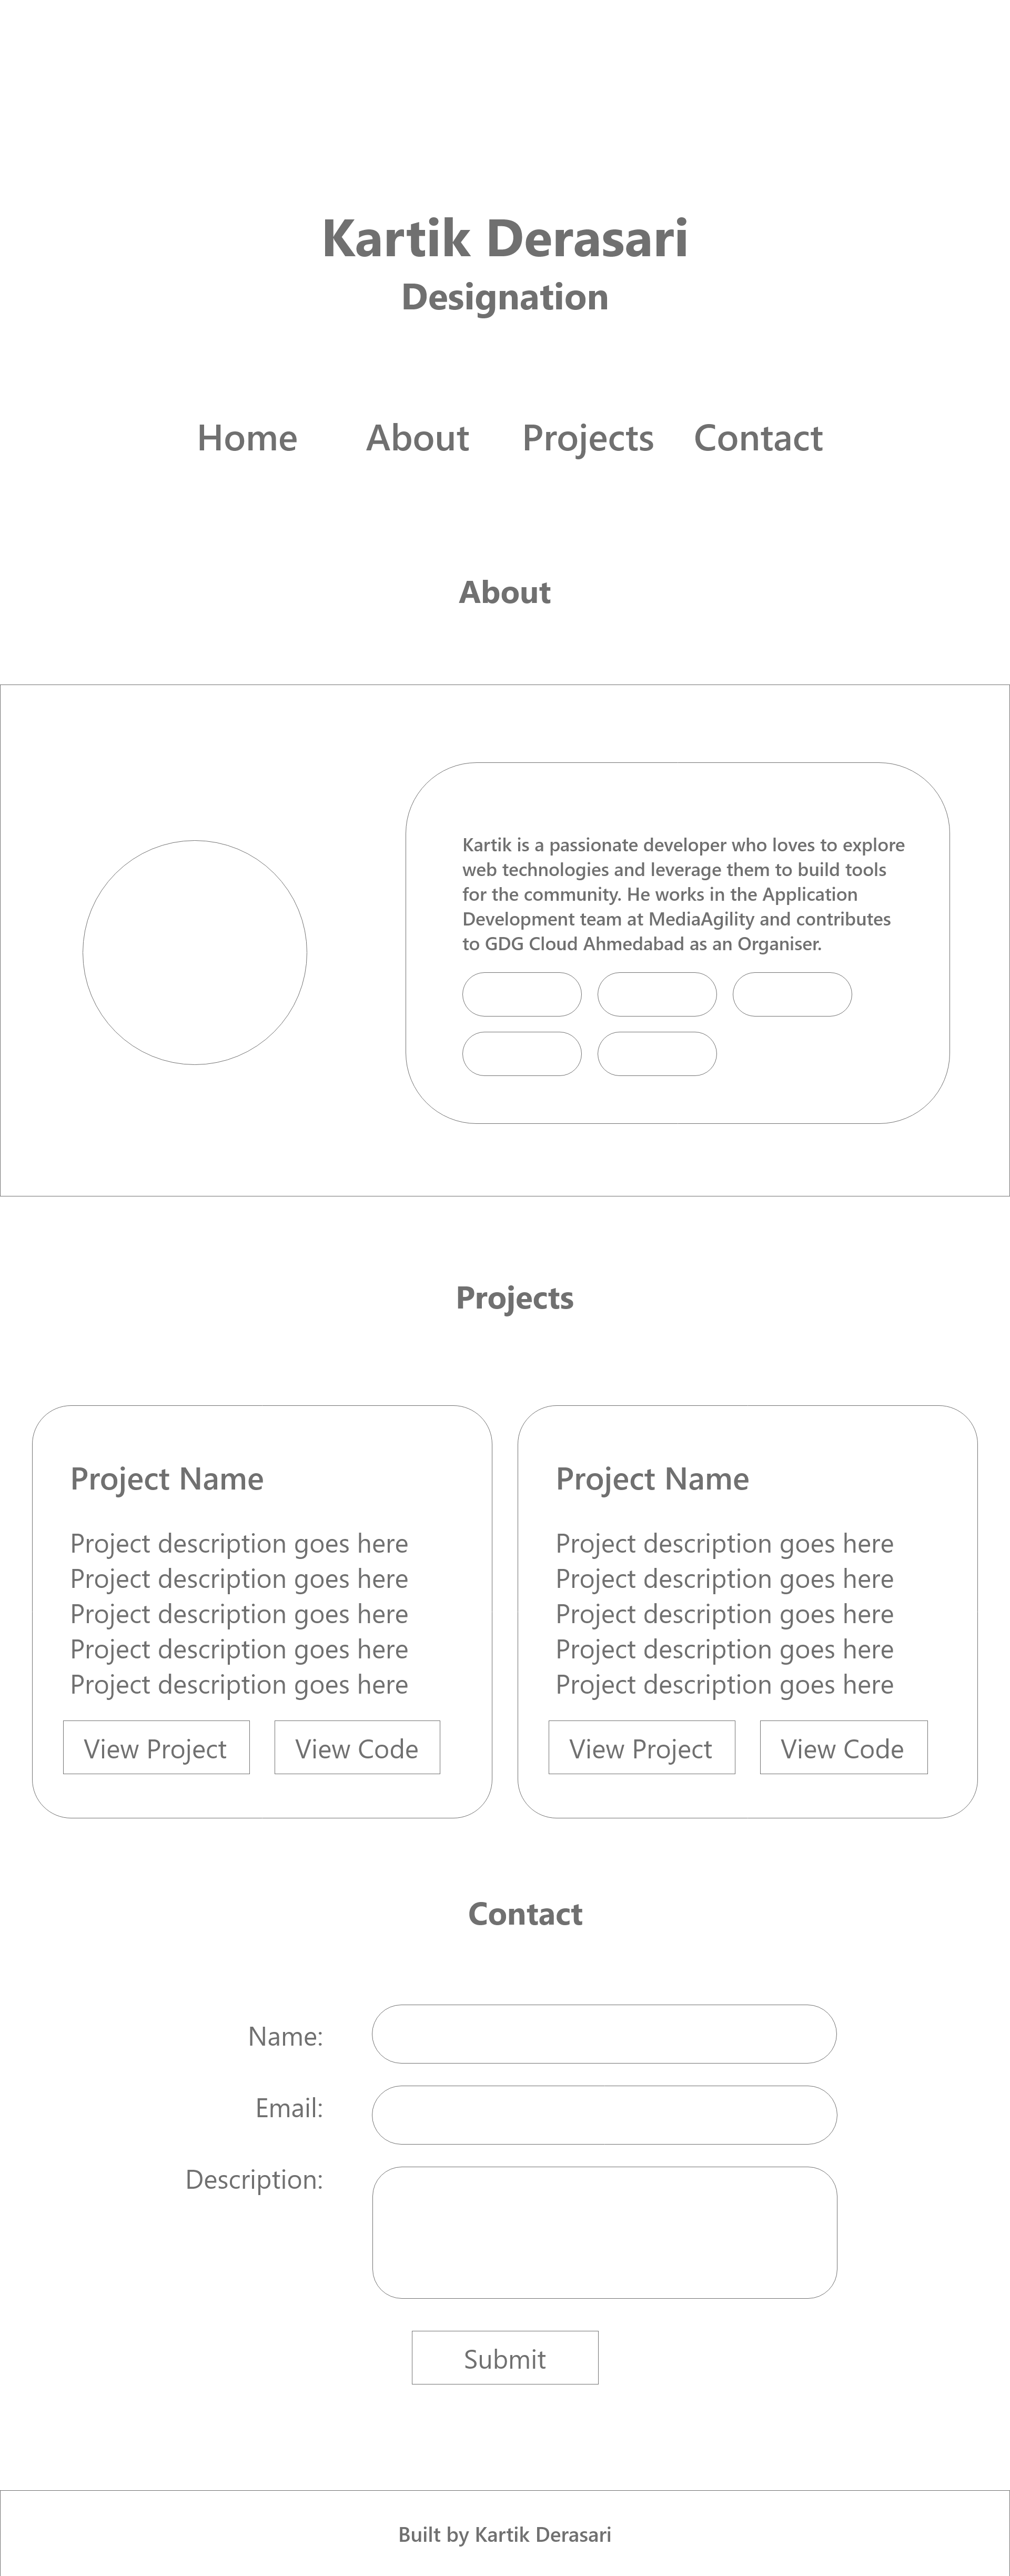 Kartik Derasari
Designation
Home About Projects Contact
About
Kartik is a passionate developer who loves to explore
web technologies and leverage them to build tools
for the community. He works in the Application
Development team at MediaAgility and contributes
to GDG Cloud Ahmedabad as an Organiser.
Projects
Project Name
Project description goes here
Project description goes here
Project description goes here
Project description goes here
Project description goes here
View Project View Code
Project Name
Project description goes here
Project description goes here
Project description goes here
Project description goes here
Project description goes here
View Project View Code
Contact
Name:
Email:
Description:
Submit
Built by Kartik Derasari